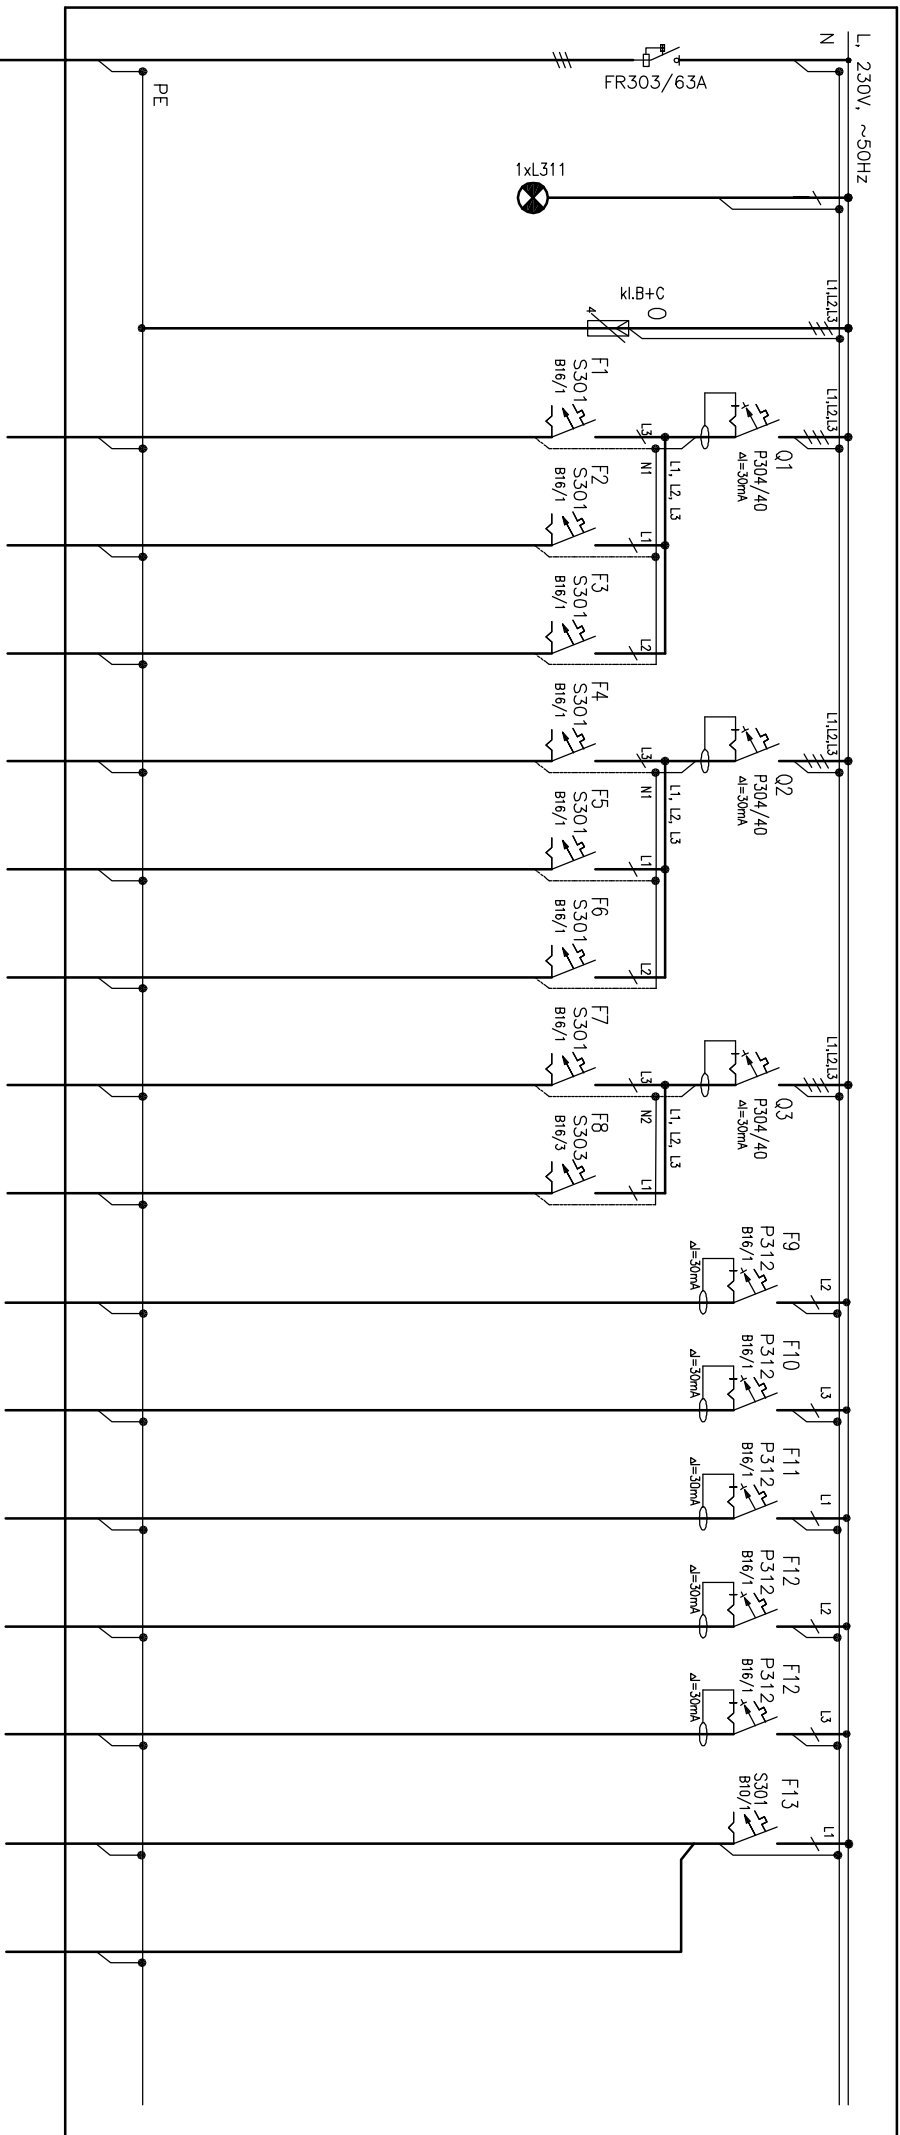 L, 230V, ~50Hz
N
FR303/63A
PE
1xL311
L1,L2,L3
kl.B+C
4
L1,L2,L3
Q1
P304/40
ΔI=30mA
F1
S301
B16/1
L3
N1
L1, L2, L3
F2
S301
B16/1
L1
F3
S301
B16/1
L2
L1,L2,L3
Q2
P304/40
ΔI=30mA
F4
S301
B16/1
L3
N1
L1, L2, L3
F5
S301
B16/1
L1
F6
S301
B16/1
L2
L1,L2,L3
Q3
P304/40
ΔI=30mA
F7
S301
B16/1
L3
N2
L1, L2, L3
F8
S303
B16/3
L1
F9
P312
B16/1
ΔI=30mA
L2
F10
P312
B16/1
ΔI=30mA
L3
F11
P312
B16/1
ΔI=30mA
L1
F12
P312
B16/1
ΔI=30mA
L2
F12
P312
B16/1
ΔI=30mA
L3
F13
S301
B10/1
L1